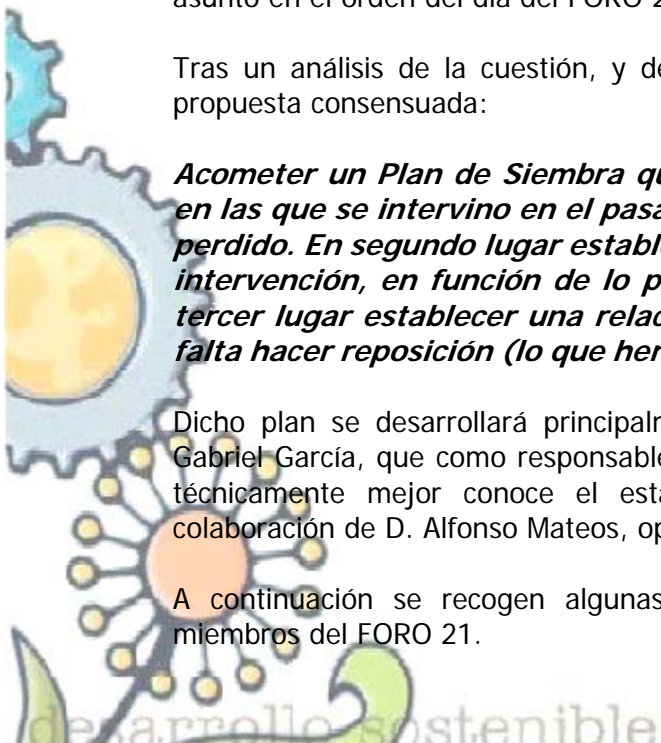 asunto en el orden del día del FORO 2
Tras un análisis de la cuestión, y de
propuesta consensuada:
Acometer un Plan de Siembra qu
en las que se intervino en el pasa
perdido. En segundo lugar estable
intervención, en función de lo p
tercer lugar establecer una relac
falta hacer reposición (lo que her
Dicho plan se desarrollará principalr
Gabriel García, que como responsable
técnicamente mejor conoce el esta
colaboración de D. Alfonso Mateos, op
A continuación se recogen algunas
miembros del FORO 21.
desarrollo sostenible